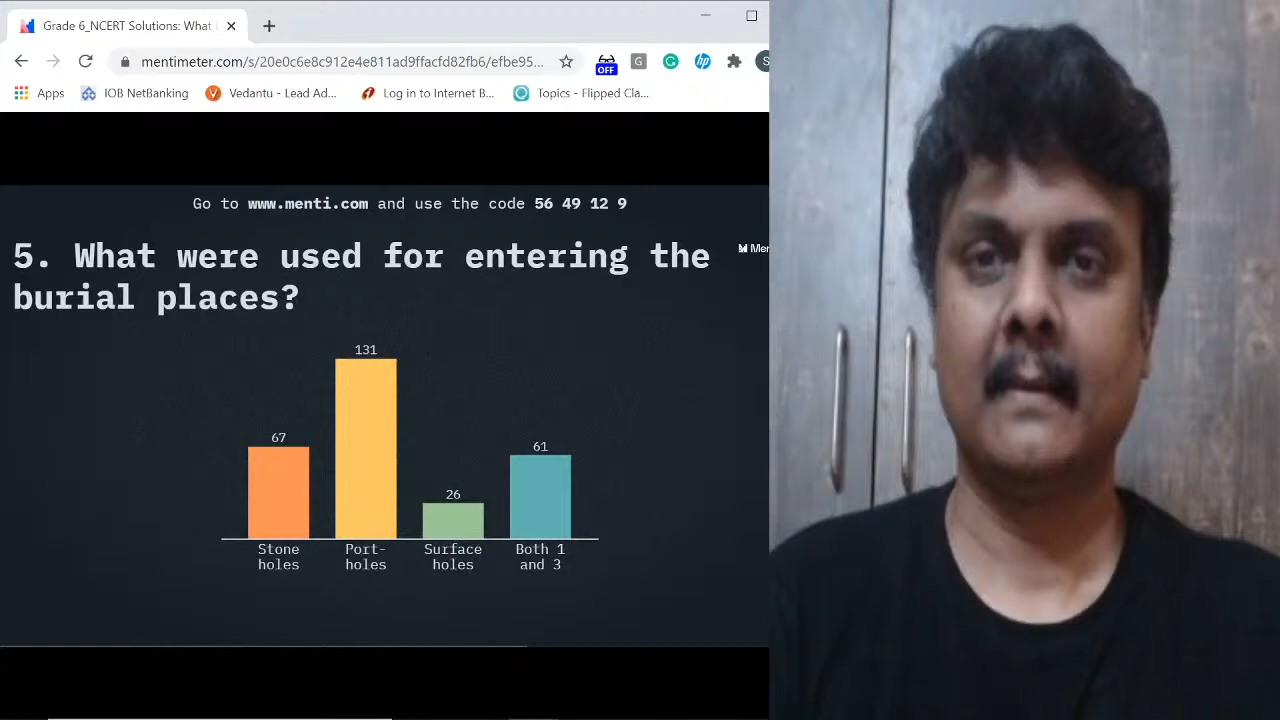 Grade 6_NCERT Solutions: What
mentimeter.com/s/20e0c6e8c912e4e811ad9ffacfd82fb6/efbe95...
OFF
G
G
hp
S
Apps
IOB NetBanking
V
Vedantu - Lead Ad...
Log in to Internet B...
Topics - Flipped Cla...
Go to www.menti.com and use the code 56 49 12 9
5. What were used for entering the
burial places?
131
67
61
26
Stone
holes
Port-
holes
Surface
holes
Both 1
and 3